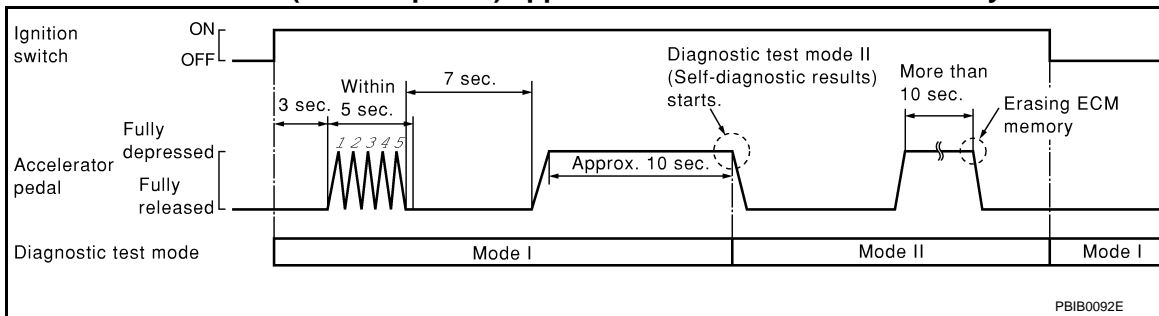 Ignition
switch
ON
OFF
Diagnostic test mode II
(Self-diagnostic results)
starts.
More than
10 sec.
Erasing ECM
memory
3 sec.
Within
5 sec.
7 sec.
1 2 3 4 5
Approx. 10 sec.
Accelerator
pedal
Fully
depressed
Fully
released
Diagnostic test mode
Mode I
Mode II
Mode I
PBIB0092E